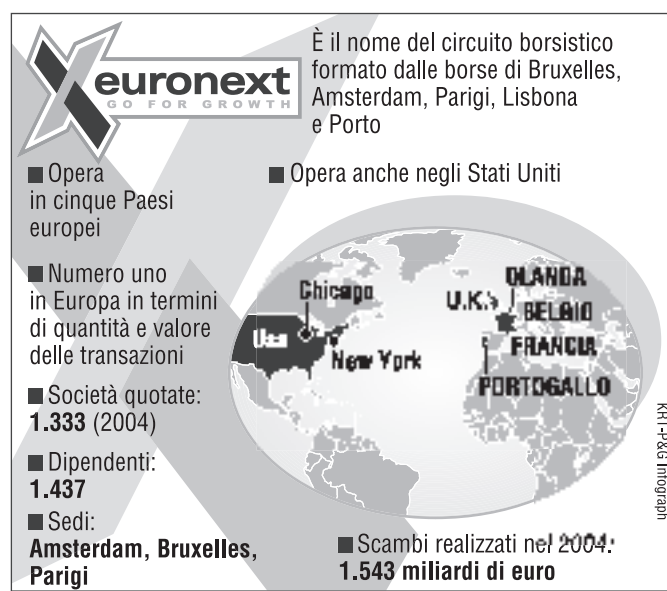 euronext
GO FOR GROWTH
È il nome del circuito borsistico
formato dalle borse di Bruxelles,
Amsterdam, Parigi, Lisbona
e Porto
Opera
in cinque Paesi
europei
Opera anche negli Stati Uniti
Numero uno
in Europa in termini
di quantità e valore
delle transazioni
Società quotate:
1.333 (2004)
Dipendenti:
1.437
Sedi:
Amsterdam, Bruxelles,
Parigi
Chicago
Usa
New York
U.K.
OLANDA
BELGIO
FRANCIA
PORTOGALLO
Scambi realizzati nel 2004:
1.543 miliardi di euro
KRT-P&G Infograph